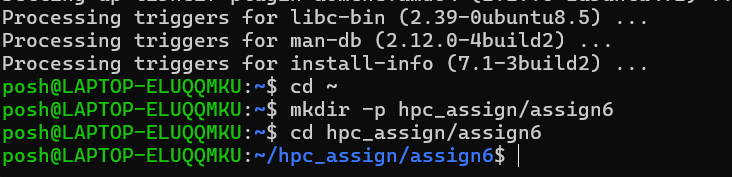 Processing triggers for libc-bin (2.39-0ubuntu8.5) ...
Processing triggers for man-db (2.12.0-4build2) ...
Processing triggers for install-info (7.1-3build2) ...
posh@LAPTOP-ELUQQMKU:~$ cd ~
posh@LAPTOP-ELUQQMKU:~$ mkdir -p hpc_assign/assign6
posh@LAPTOP-ELUQQMKU:~$ cd hpc_assign/assign6
posh@LAPTOP-ELUQQMKU:~/hpc_assign/assign6$